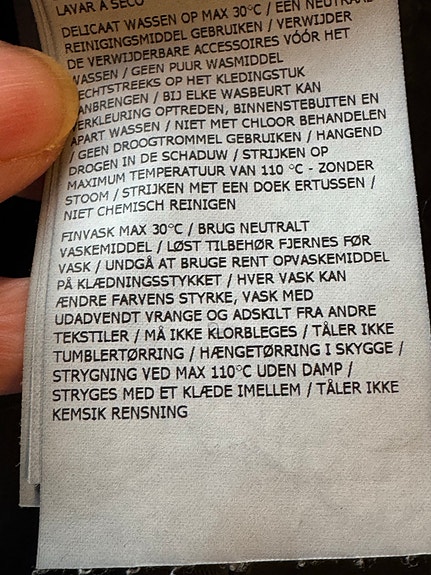 LAVAR A SECO
DELICAAT WASSEN OP MAX 30°C / EEN NEUTRAAL
REINIGINGSMIDDEL GEBRUIKEN / VERWIJDER
DE VERWIJDERBARE ACCESSOIRES VÓÓR HET
WASSEN / GEEN PUUR WASMIDDEL
ECHTSTREEKS OP HET KLEDINGSTUK
ANBRENGEN / BIJ ELKE WASBEURT KAN
ERKLEURING OPTREDEN, BINNENSTEBUITEN EN
APART WASSEN / NIET MET CHLOOR BEHANDELEN
/ GEEN DROOGTROMMEL GEBRUIKEN / HANGEND
DROGEN IN DE SCHADUW / STRIJKEN OP
MAXIMUM TEMPERATUUR VAN 110 °C - ZONDER
STOOM / STRIJKEN MET EEN DOEK ERTUSSEN /
NIET CHEMISCH REINIGEN
FINVASK MAX 30°C / BRUG NEUTRALT
VASKEMIDDEL / LØST TILBEHØR FJERNES FØR
VASK / UNDGÅ AT BRUGE RENT OPVASKEMIDDEL
PÅ KLÆDNINGSSTYKKET / HVER VASK KAN
ÆNDRE FARVENS STYRKE, VASK MED
UDADVENDT VRANGE OG ADSKILT FRA ANDRE
TEKSTILER / MÅ IKKE KLORBLEGES / TÅLER IKKE
TUMBLERTØRRING / HÆNGETØRRING I SKYGGE /
STRYGNING VED MAX 110°C UDEN DAMP /
STRYGES MED ET KLÆDE IMELLEM / TÅLER IKKE
KEMSIK RENSNING